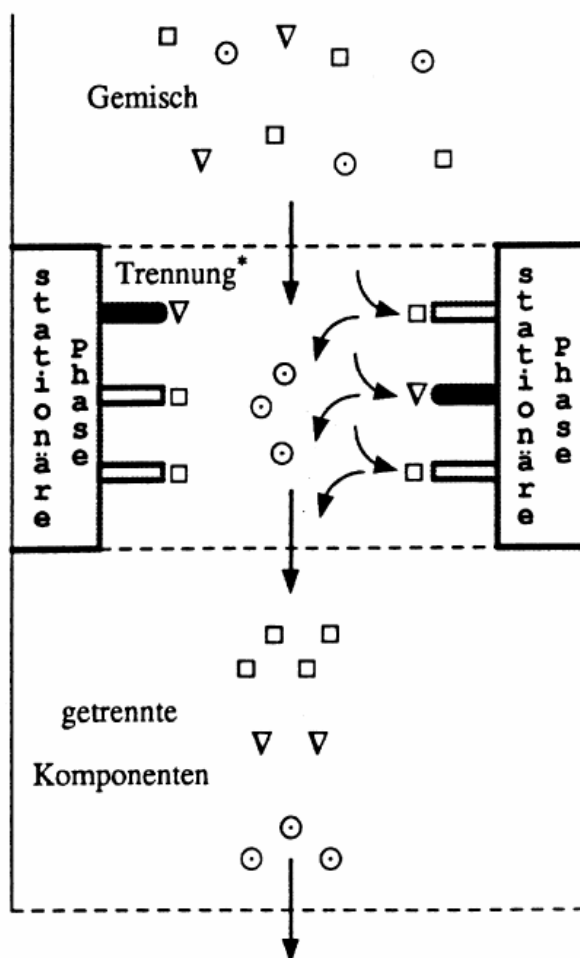 Gemisch
Trennung*
stationäre
Phase
stationäre
Phase
getrennte
Komponenten